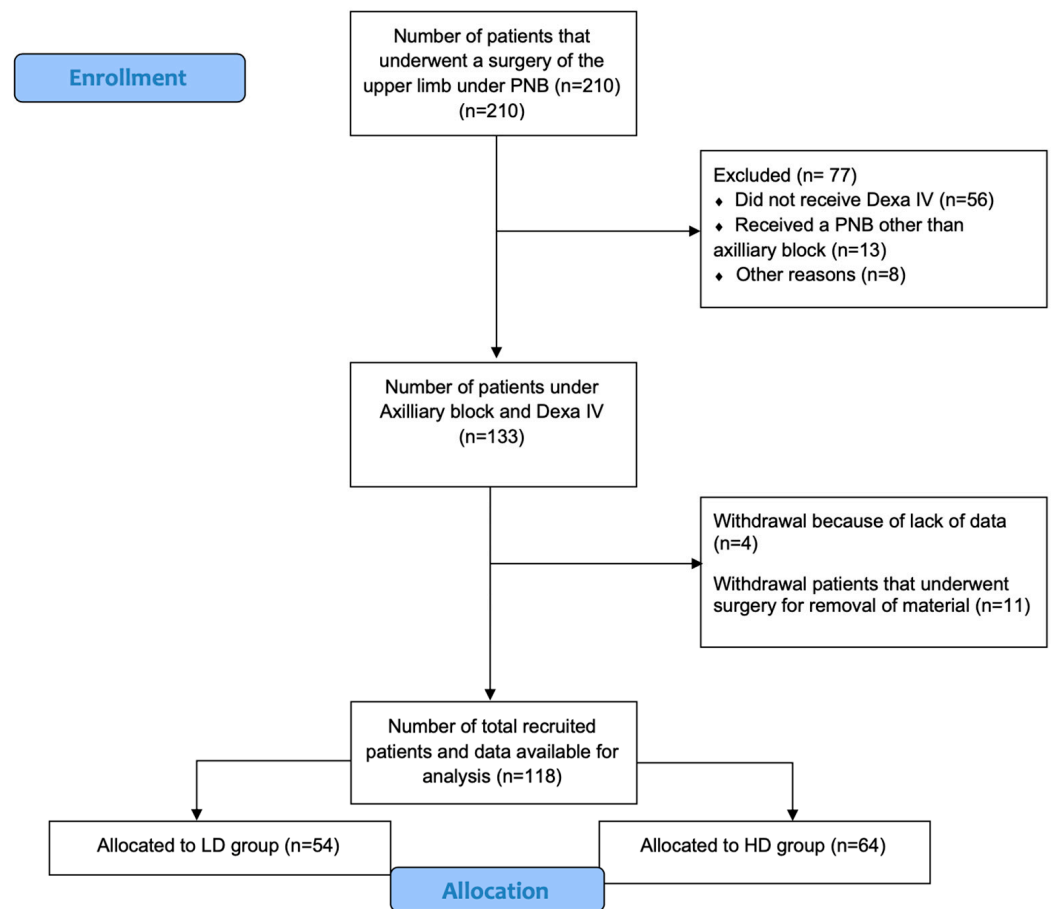 Enrollment
Number of patients that
underwent a surgery of the
upper limb under PNB (n=210)
(n=210)
Excluded (n= 77)
♦ Did not receive Dexa IV (n=56)
♦ Received a PNB other than
axilliary block (n=13)
♦ Other reasons (n=8)
Number of patients under
Axilliary block and Dexa IV
(n=133)
Withdrawal because of lack of data
(n=4)
Withdrawal patients that underwent
surgery for removal of material (n=11)
Number of total recruited
patients and data available for
analysis (n=118)
Allocated to LD group (n=54)
Allocated to HD group (n=64)
Allocation